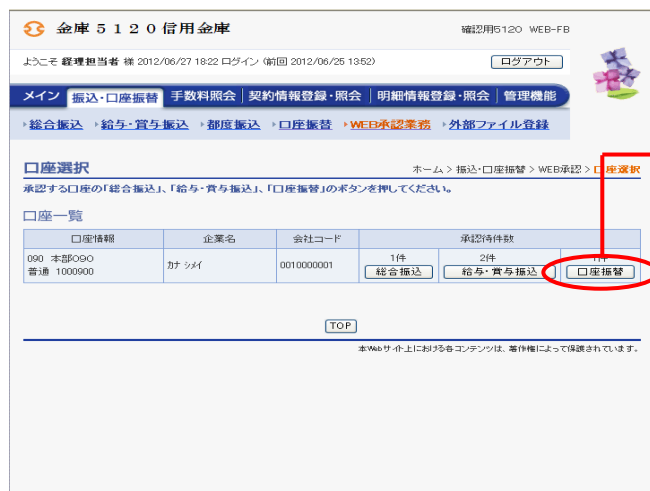 金庫５１２０信用金庫
確認用5120 WEB-FB
ようこそ 経理担当者 様 2012/06/27 18:22 ログイン (前回 2012/06/25 13:52)
ログアウト
メイン 振込・口座振替 手数料照会 契約情報登録・照会 明細情報登録・照会 管理機能
総合振込 給与・賞与振込 都度振込 口座振替 WEB承認業務 外部ファイル登録
口座選択
ホーム > 振込・口座振替 > WEB承認 > 口座選択
承認する口座の「総合振込」、「給与・賞与振込」、「口座振替」のボタンを押してください。
口座一覧
口座情報 企業名 会社コード 承認待件数
090 本部090
普通 1000900
カナ シメイ
0010000001
1件 2件 1件
総合振込 給与・賞与振込 口座振替
TOP
本Webサイト上における各コンテンツは、著作権によって保護されています。